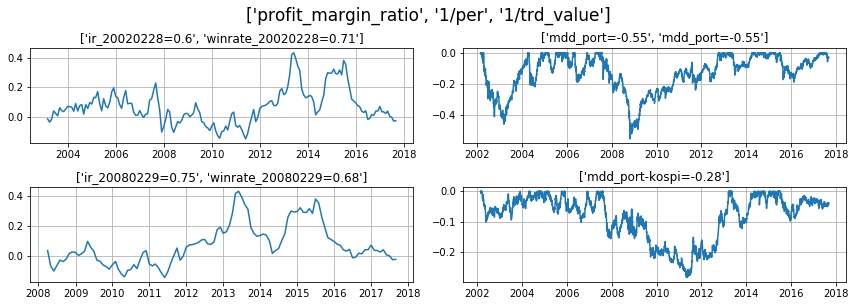 ['profit_margin_ratio', '1/per', '1/trd_value']
['ir_20020228=0.6', 'winrate_20020228=0.71']
0.4
0.2
0.0
2004 2006 2008 2010 2012 2014 2016 2018
['mdd_port=-0.55', 'mdd_port=-0.55']
0.0
−0.2
−0.4
2002 2004 2006 2008 2010 2012 2014 2016 2018
['ir_20080229=0.75', 'winrate_20080229=0.68']
0.4
0.2
0.0
2008 2009 2010 2011 2012 2013 2014 2015 2016 2017 2018
['mdd_port-kospi=-0.28']
0.0
−0.1
−0.2
2002 2004 2006 2008 2010 2012 2014 2016 2018